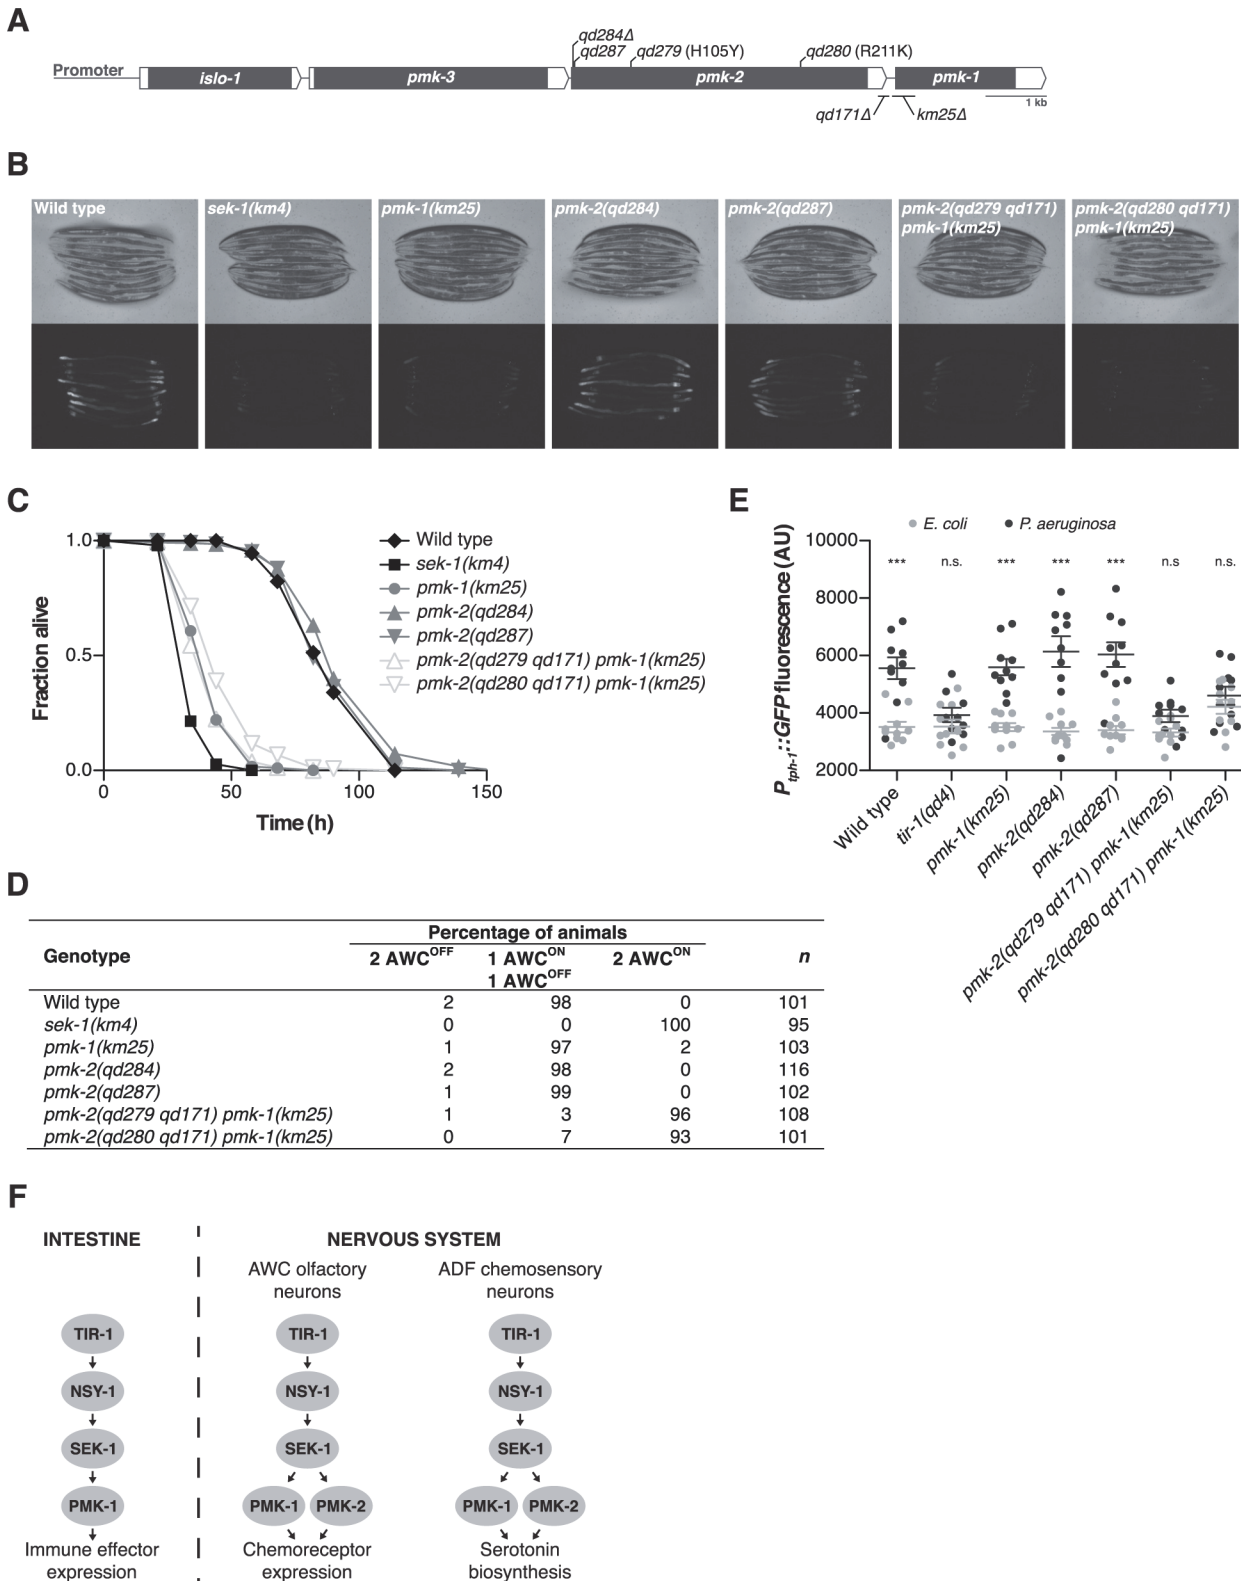 A
Promoter
islo-1
pmk-3
pmk-2
pmk-1
qd284Δ
qd287
qd279 (H105Y)
qd280 (R211K)
qd171Δ
km25Δ
1 kb
B
Wild type
sek-1(km4)
pmk-1(km25)
pmk-2(qd284)
pmk-2(qd287)
pmk-2(qd279 qd171)
pmk-1(km25)
pmk-2(qd280 qd171)
pmk-1(km25)
C
Fraction alive
1.0
0.5
0.0
0
50
100
150
Time (h)
Wild type
sek-1(km4)
pmk-1(km25)
pmk-2(qd284)
pmk-2(qd287)
pmk-2(qd279 qd171) pmk-1(km25)
pmk-2(qd280 qd171) pmk-1(km25)
E
E. coli
P. aeruginosa
Ptph-1::GFP fluorescence (AU)
10000
8000
6000
4000
2000
***
n.s.
***
***
***
n.s
n.s.
Wild type
tir-1(qd4)
pmk-1(km25)
pmk-2(qd284)
pmk-2(qd287)
pmk-2(qd279 qd171) pmk-1(km25)
pmk-2(qd280 qd171) pmk-1(km25)
D
Percentage of animals
Genotype 2 AWC^OFF 1 AWC^ON 2 AWC^ON n
1 AWC^OFF
Wild type 2 98 0 101
sek-1(km4) 0 0 100 95
pmk-1(km25) 1 97 2 103
pmk-2(qd284) 2 98 0 116
pmk-2(qd287) 1 99 0 102
pmk-2(qd279 qd171) pmk-1(km25) 1 3 96 108
pmk-2(qd280 qd171) pmk-1(km25) 0 7 93 101
F
INTESTINE
TIR-1
NSY-1
SEK-1
PMK-1
Immune effector
expression
NERVOUS SYSTEM
AWC olfactory
neurons
TIR-1
NSY-1
SEK-1
PMK-1 PMK-2
Chemoreceptor
expression
ADF chemosensory
neurons
TIR-1
NSY-1
SEK-1
PMK-1 PMK-2
Serotonin
biosynthesis